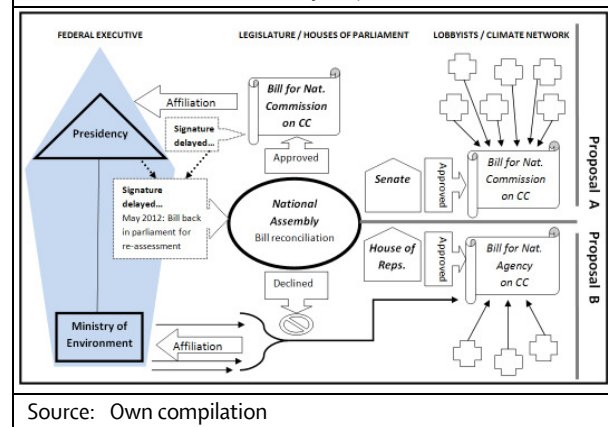 FEDERAL EXECUTIVE
LEGISLATURE / HOUSES OF PARLIAMENT
LOBBYISTS / CLIMATE NETWORK
Presidency
Affiliation
Signature
delayed...
Bill for Nat.
Commission
on CC
Approved
Signature
delayed...
May 2012: Bill back
in parliament for
re-assessment
National
Assembly
Bill reconciliation
Declined
Ministry of
Environment
Affiliation
Senate
Approved
Bill for Nat.
Commission
on CC
Proposal A
House of
Reps.
Approved
Bill for Nat.
Agency
on CC
Proposal B
Source: Own compilation